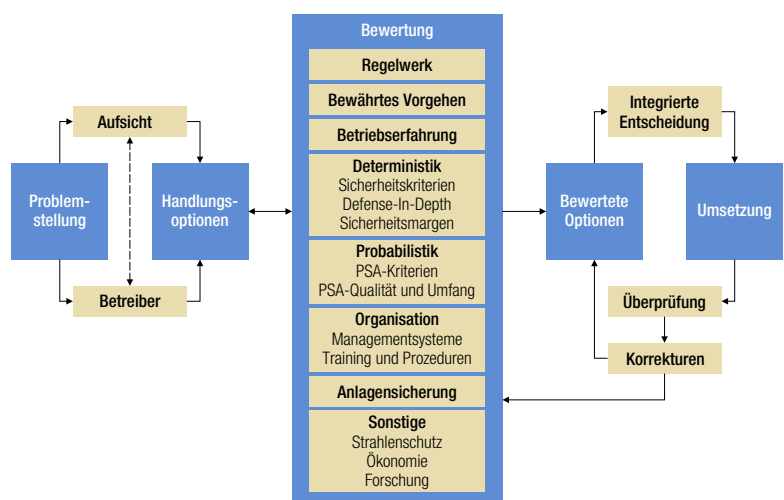 Problem-
stellung
Aufsicht
Betreiber
Handlungs-
optionen
Bewertung
Regelwerk
Bewährtes Vorgehen
Betriebserfahrung
Deterministik
Sicherheitskriterien
Defense-In-Depth
Sicherheitsmargen
Probabilistik
PSA-Kriterien
PSA-Qualität und Umfang
Organisation
Managementsysteme
Training und Prozeduren
Anlagensicherung
Sonstige
Strahlenschutz
Ökonomie
Forschung
Bewertete
Optionen
Integrierte
Entscheidung
Umsetzung
Überprüfung
Korrekturen